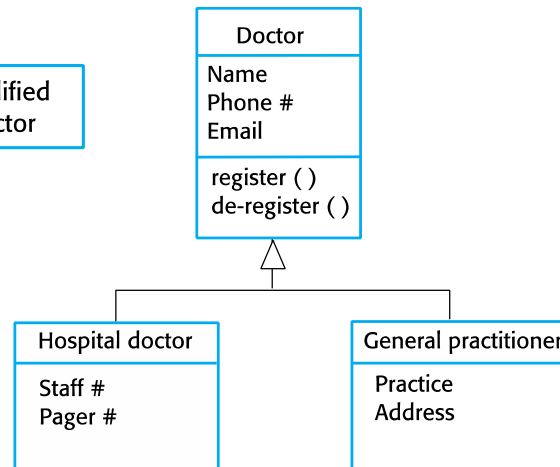 Doctor
Name
Phone #
Email
register ( )
de-register ( )
Hospital doctor
Staff #
Pager #
General practitioner
Practice
Address